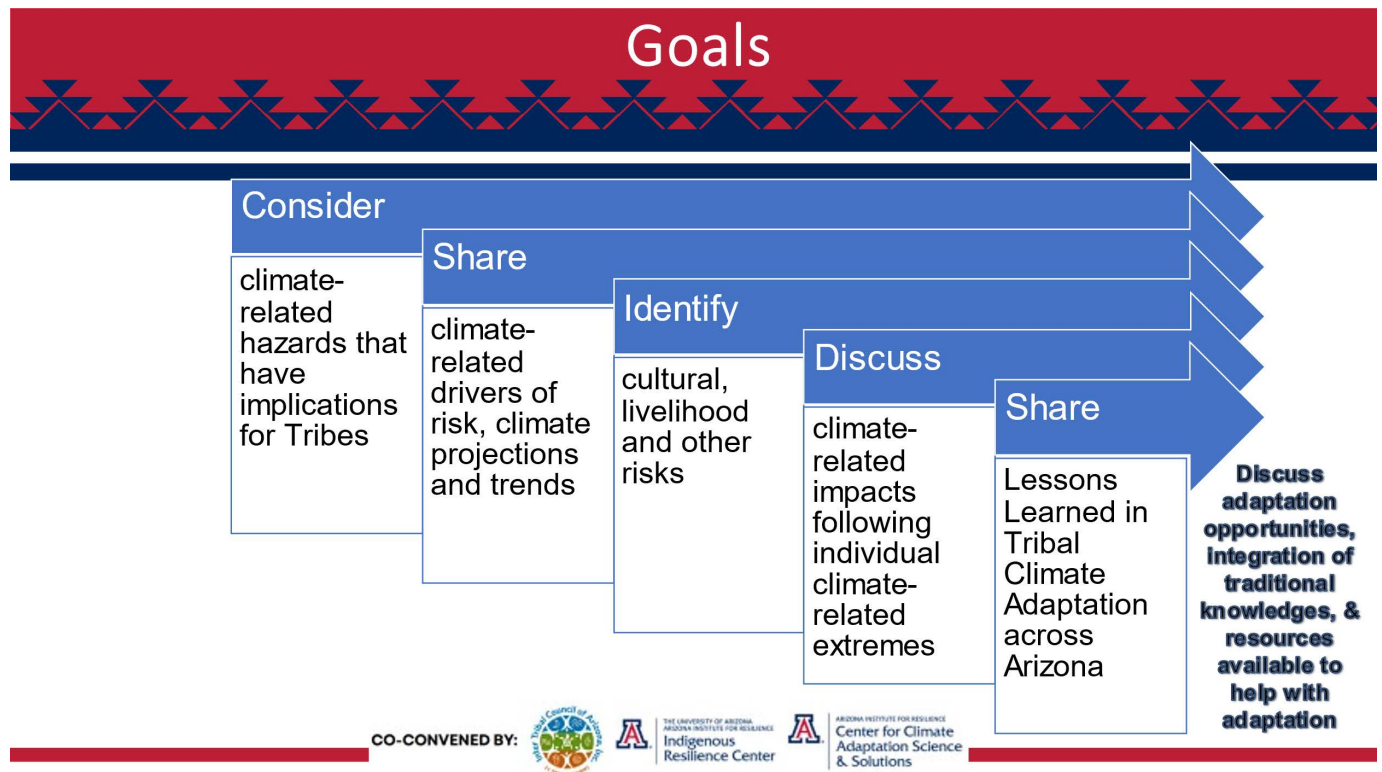 Goals
Consider
climate-
related
hazards that
have
implications
for Tribes
Share
climate-
related
drivers of
risk, climate
projections
and trends
Identify
cultural,
livelihood
and other
risks
Discuss
climate-
related
impacts
following
individual
climate-
related
extremes
Share
Lessons
Learned in
Tribal
Climate
Adaptation
across
Arizona
Discuss
adaptation
opportunities,
integration of
traditional
knowledges, &
resources
available to
help with
adaptation
CO-CONVENED BY:
Inter Tribal Council of Arizona, Inc.
A
THE UNIVERSITY OF ARIZONA
ARIZONA INSTITUTE FOR RESILIENCE
Indigenous
Resilience Center
A
ARIZONA INSTITUTE FOR RESILIENCE
Center for Climate
Adaptation Science
& Solutions